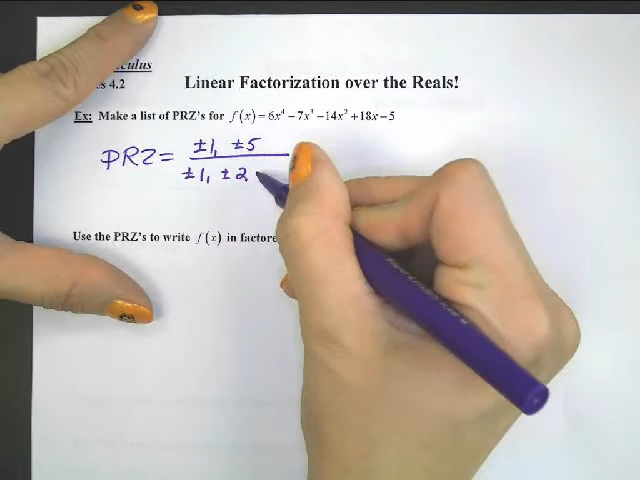 s 4.2
Linear Factorization over the Reals!
Ex: Make a list of PRZ's for f(x) = 6x⁴ − 7x³ − 14x² + 18x − 5
PRZ = ±1, ±5
±1, ±2
Use the PRZ's to write f(x) in factore